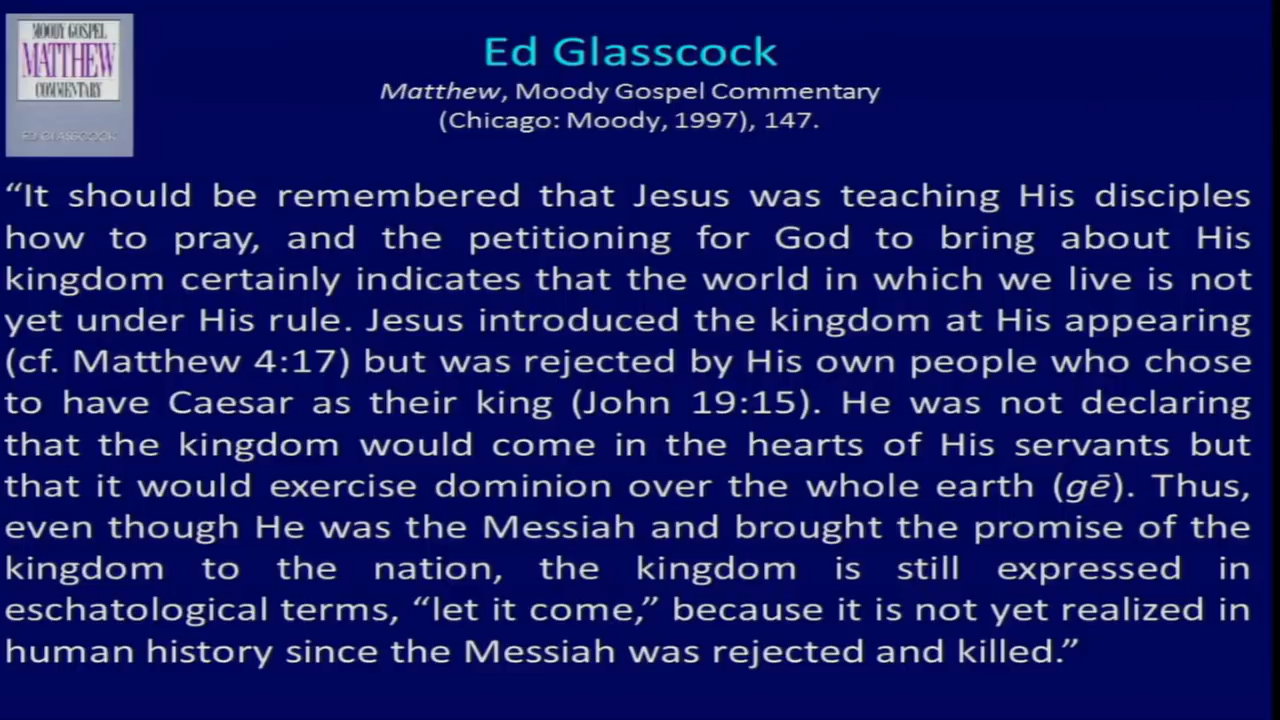 MOODY GOSPEL
MATTHEW
COMMENTARY
ED GLASSCOCK
Ed Glasscock
Matthew, Moody Gospel Commentary
(Chicago: Moody, 1997), 147.
“It should be remembered that Jesus was teaching His disciples
how to pray, and the petitioning for God to bring about His
kingdom certainly indicates that the world in which we live is not
yet under His rule. Jesus introduced the kingdom at His appearing
(cf. Matthew 4:17) but was rejected by His own people who chose
to have Caesar as their king (John 19:15). He was not declaring
that the kingdom would come in the hearts of His servants but
that it would exercise dominion over the whole earth (gē). Thus,
even though He was the Messiah and brought the promise of the
kingdom to the nation, the kingdom is still expressed in
eschatological terms, “let it come,” because it is not yet realized in
human history since the Messiah was rejected and killed.”